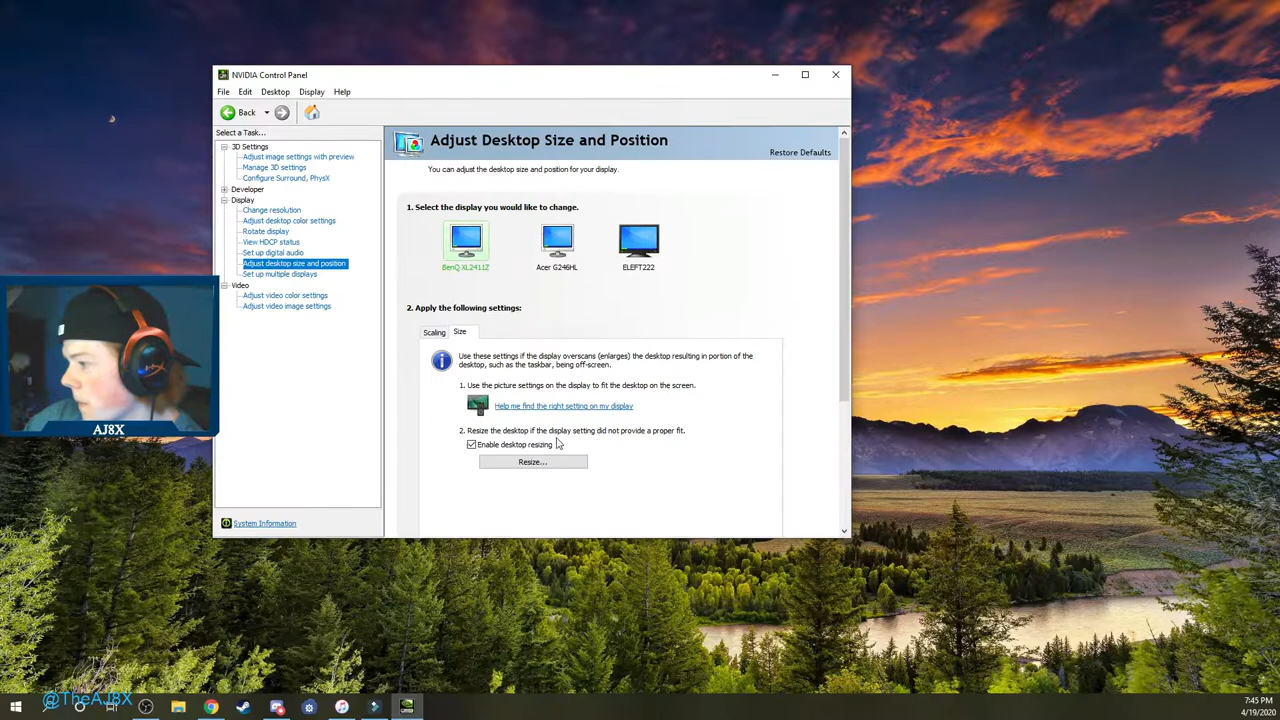 NVIDIA Control Panel
File Edit Desktop Display Help
Back
Select a Task...
3D Settings
Adjust image settings with preview
Manage 3D settings
Configure Surround, PhysX
Developer
Display
Change resolution
Adjust desktop color settings
Rotate display
View HDCP status
Set up digital audio
Adjust desktop size and position
Set up multiple displays
Video
Adjust video color settings
Adjust video image settings
System Information
Adjust Desktop Size and Position
Restore Defaults
You can adjust the desktop size and position for your display.
1. Select the display you would like to change.
BenQ XL2411Z Acer G246HL ELEFT222
2. Apply the following settings:
Scaling Size
Use these settings if the display overscans (enlarges) the desktop resulting in portion of the
desktop, such as the taskbar, being off-screen.
1. Use the picture settings on the display to fit the desktop on the screen.
Help me find the right setting on my display
2. Resize the desktop if the display setting did not provide a proper fit.
Enable desktop resizing
Resize...
AJ8X
@TheAJ8X
7:45 PM
4/19/2020